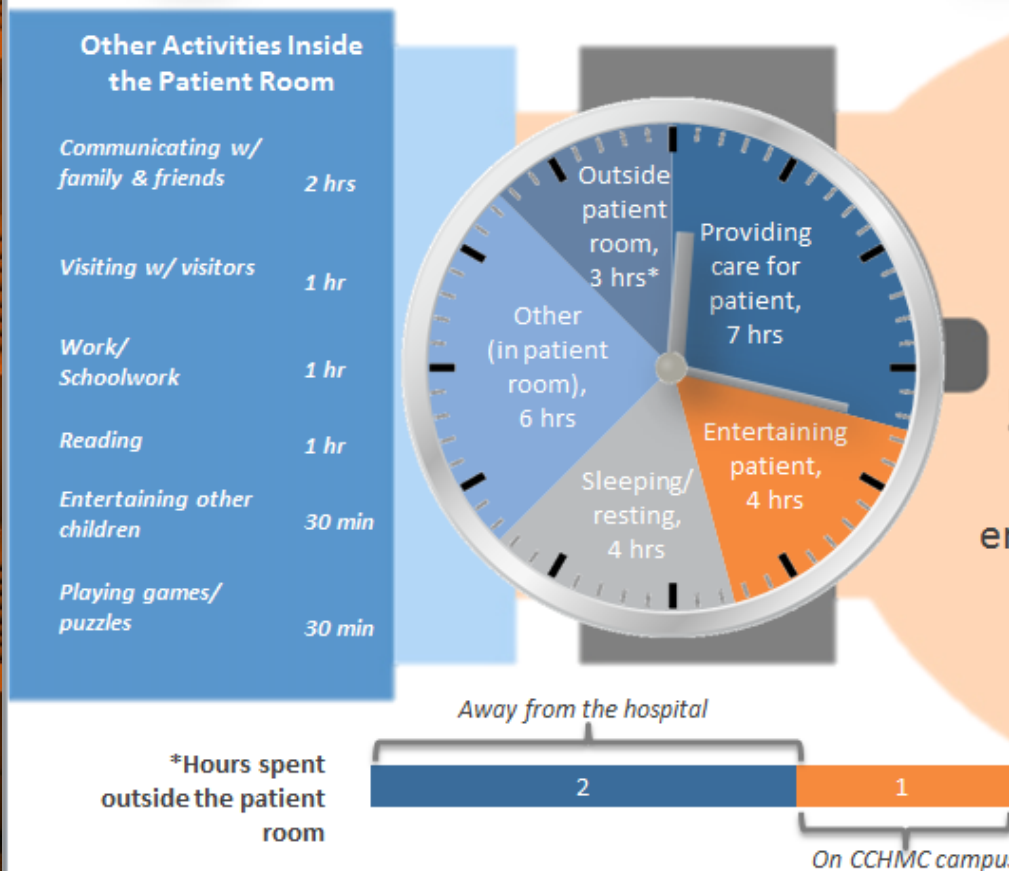 Other Activities Inside
the Patient Room
Communicating w/
family & friends
2 hrs
Visiting w/ visitors
1 hr
Work/
Schoolwork
1 hr
Reading
1 hr
Entertaining other
children
30 min
Playing games/
puzzles
30 min
Outside
patient
room,
3 hrs*
Providing
care for
patient,
7 hrs
Other
(in patient
room),
6 hrs
Entertaining
patient,
4 hrs
Sleeping/
resting,
4 hrs
Away from the hospital
*Hours spent
outside the patient
room
2
1
On CCHMC campus